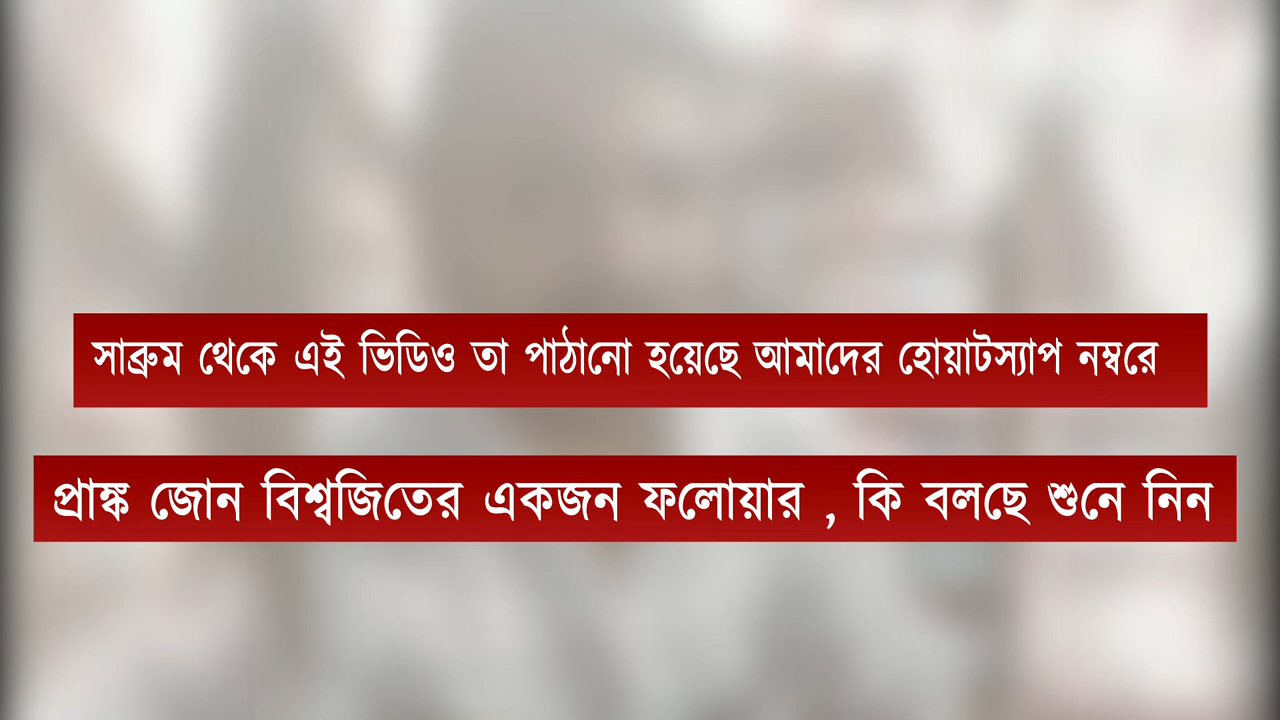 সাব্রুম থেকে এই ভিডিও তা পাঠানো হয়েছে আমাদের হোয়াটস্যাপ নম্বরে
প্রাঙ্ক জোন বিশ্বজিতের একজন ফলোয়ার , কি বলছে শুনে নিন